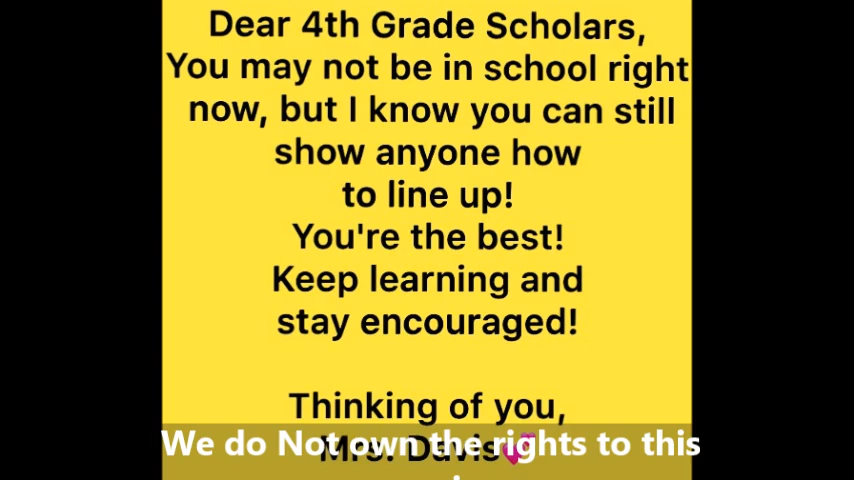 Dear 4th Grade Scholars,
You may not be in school right
now, but I know you can still
show anyone how
to line up!
You're the best!
Keep learning and
stay encouraged!
Thinking of you,
Mrs. Davis💕
We do Not own the rights to this